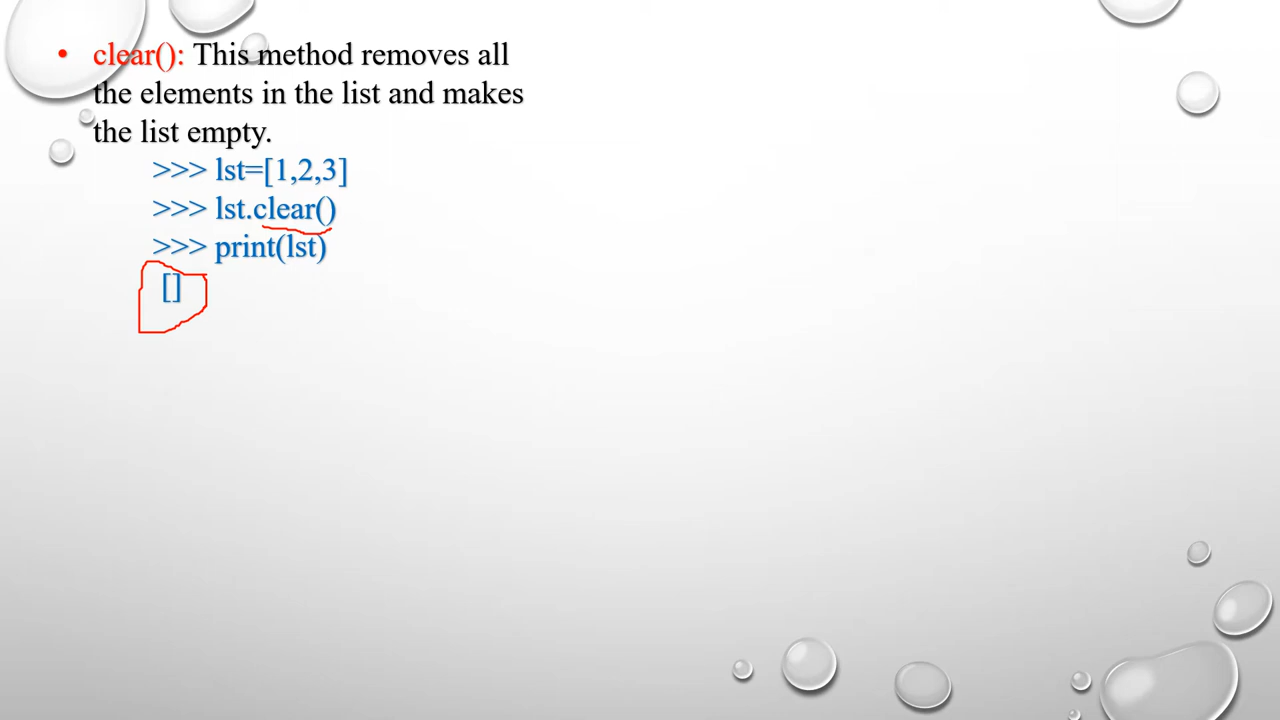 • clear(): This method removes all
the elements in the list and makes
the list empty.
>>> lst=[1,2,3]
>>> lst.clear()
>>> print(lst)
[]